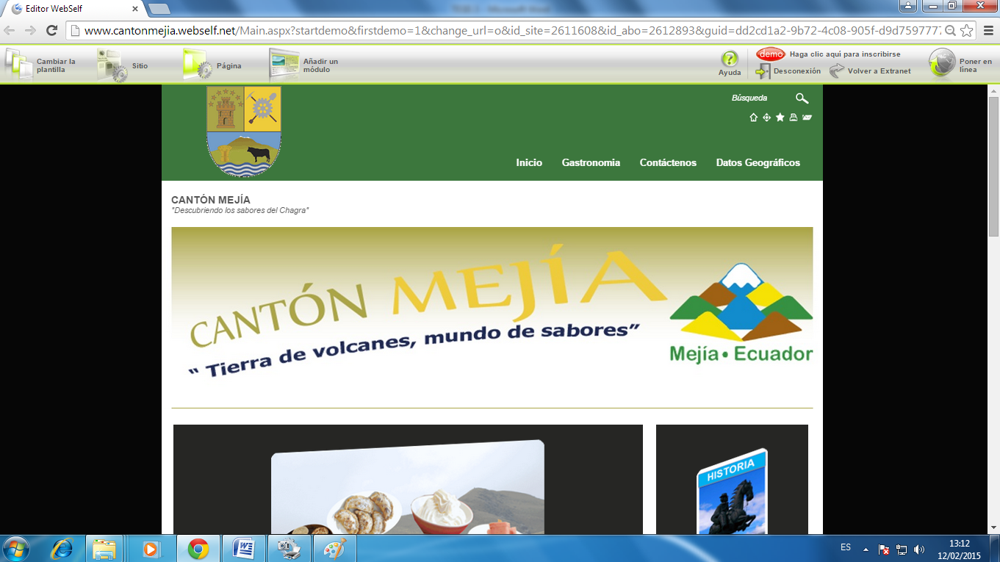 Editor WebSelf
www.cantonmejia.webself.net/Main.aspx?startdemo&firstdemo=1&change_url=o&id_site=2611608&id_abo=2612893&guid=dd2cd1a2-9b72-4c08-905f-d9d7597777
Cambiar la
plantilla
Sitio
Página
Añadir un
módulo
Ayuda
demo Haga clic aquí para inscribirse
Desconexión Volver a Extranet
Poner en
línea
Búsqueda
Inicio Gastronomia Contáctenos Datos Geográficos
CANTÓN MEJÍA
"Descubriendo los sabores del Chagra"
CANTÓN MEJÍA
“ Tierra de volcanes, mundo de sabores”
Mejía • Ecuador
HISTORIA
ES
13:12
12/02/2015